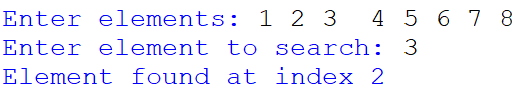 Enter elements: 1 2 3  4 5 6 7 8
Enter element to search: 3
Element found at index 2